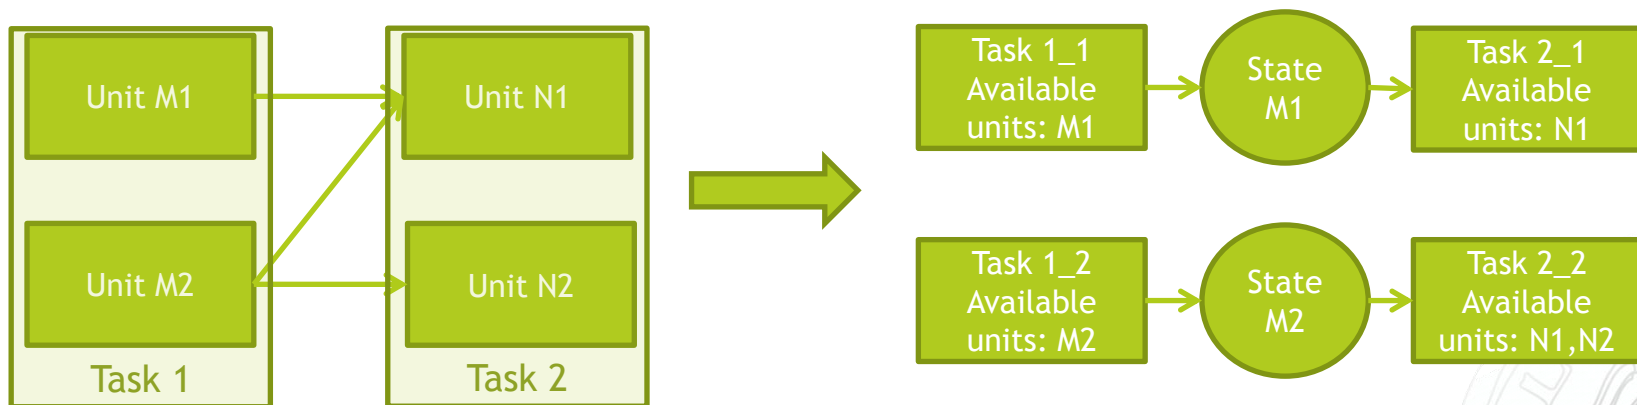 Unit M1
Unit N1
Unit M2
Unit N2
Task 1
Task 2
Task 1_1
Available
units: M1
State
M1
Task 2_1
Available
units: N1
Task 1_2
Available
units: M2
State
M2
Task 2_2
Available
units: N1,N2